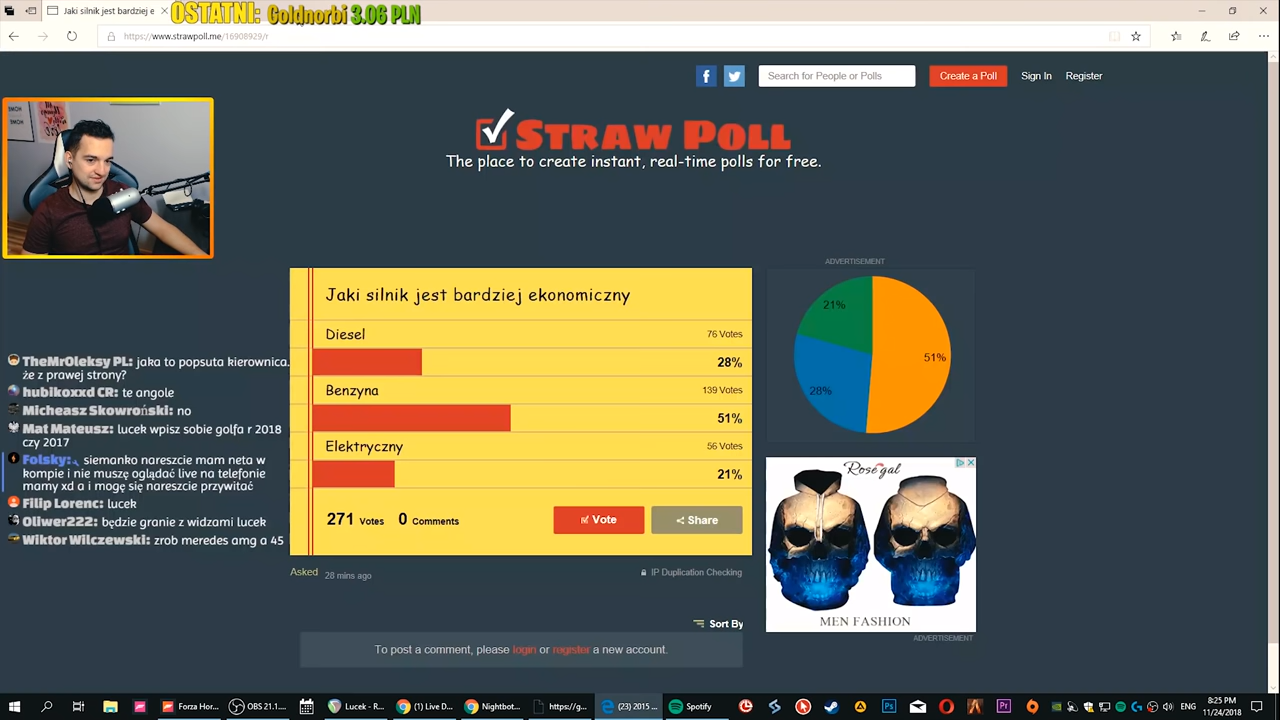 Jaki silnik jest bardziej e
OSTATNI: Goldnorbi 3.06 PLN
https://www.strawpoll.me/16908929/r
Search for People or Polls
Create a Poll
Sign In
Register
STRAW POLL
The place to create instant, real-time polls for free.
ADVERTISEMENT
Jaki silnik jest bardziej ekonomiczny
Diesel
76 Votes
28%
Benzyna
139 Votes
51%
Elektryczny
56 Votes
21%
271 Votes 0 Comments
Vote
Share
Asked 28 mins ago
IP Duplication Checking
21%
51%
28%
Rosegal
MEN FASHION
ADVERTISEMENT
Sort By
To post a comment, please login or register a new account.
TheMrOleksy PL: jaka to popsuta kierownica.
że z prawej strony?
hubikoxxd CR: te angole
Micheasz Skowroński: no
Mat Mateusz: lucek wpisz sobie golfa r 2018
czy 2017
Folsky: siemanko nareszcie mam neta w
kompie i nie muszę oglądać live na telefonie
mamy xd a i mogę się nareszcie przywitać
Filip Lorenc: lucek
Oliwer222: będzie granie z widzami lucek
Wiktor Wilczewski: zrob meredes amg a 45
Forza Hor...
OBS 21.1....
Lucek - R...
(1) Live D...
Nightbot...
https://g...
(23) 2015 ...
Spotify
ENG
8:25 PM
11/24/2018